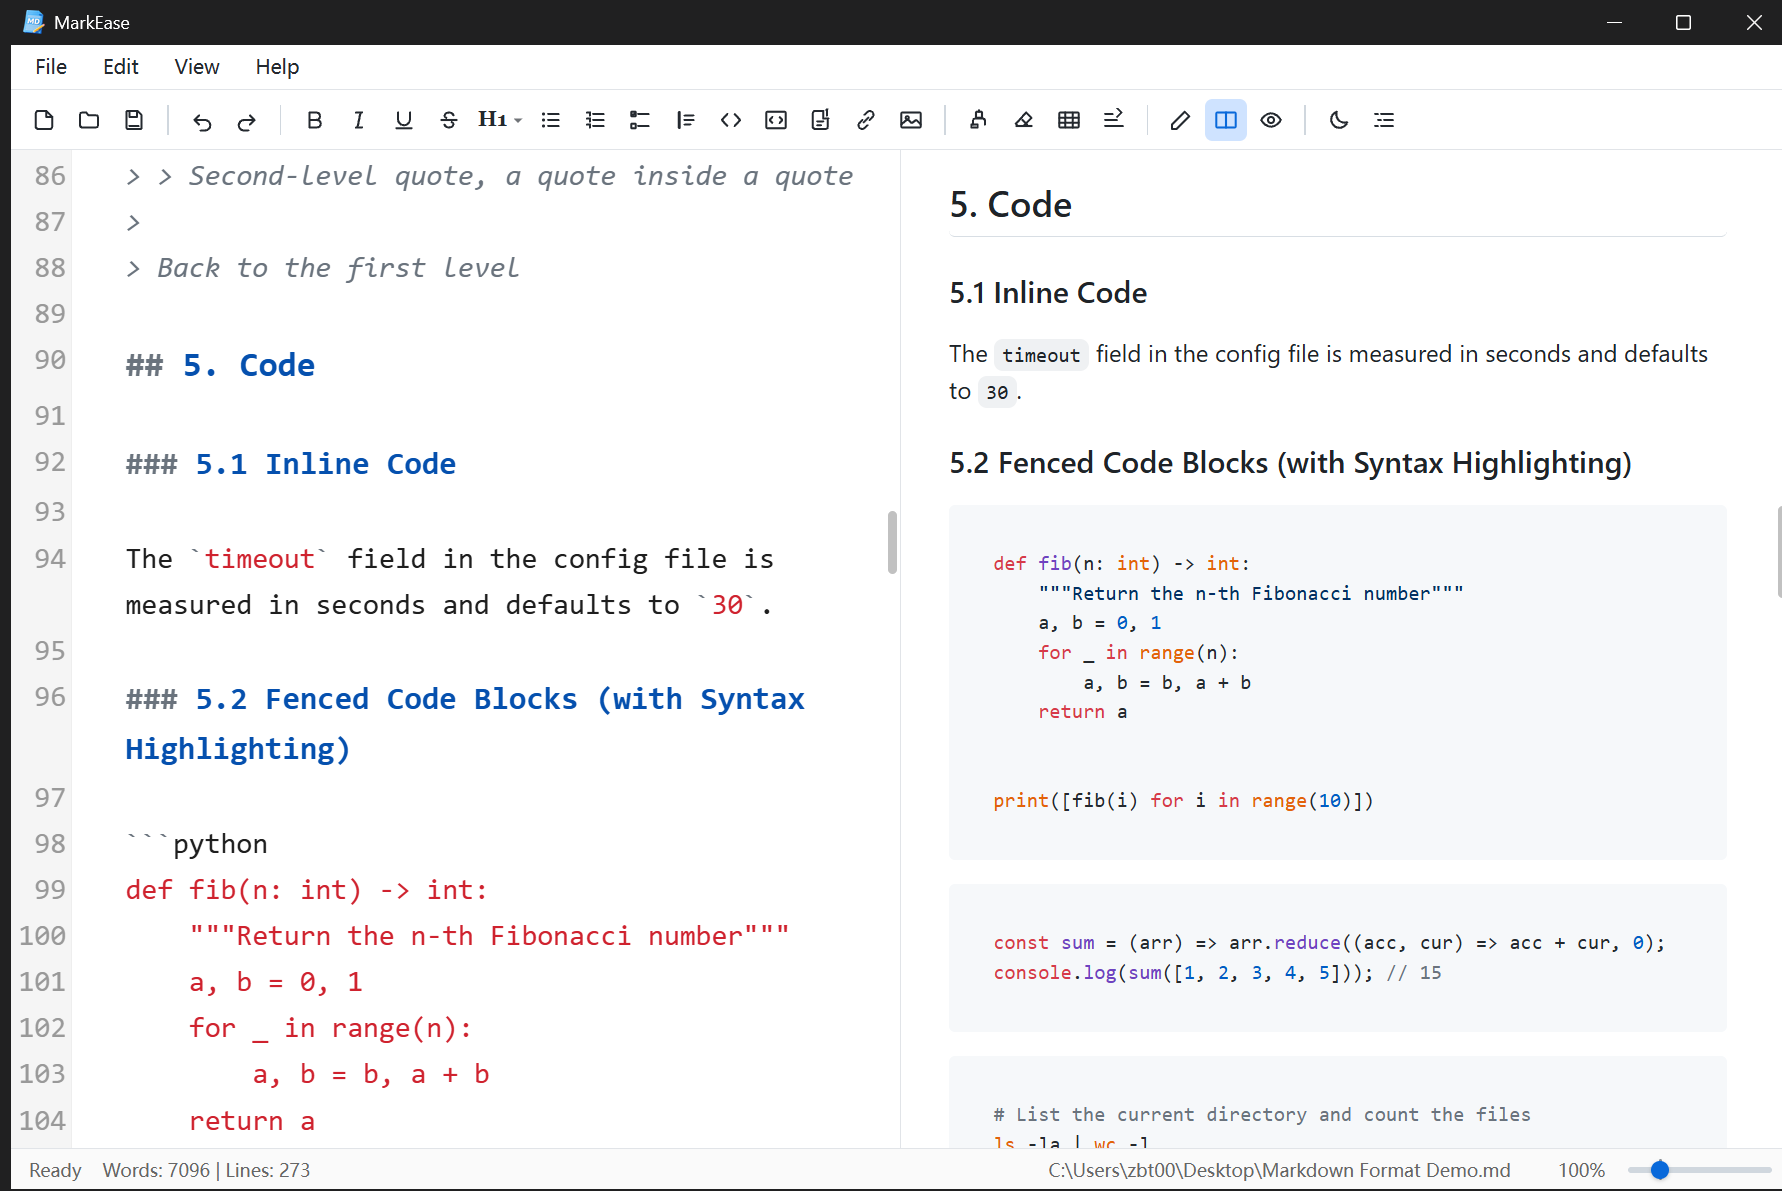 MarkEase
File Edit View Help
H1
86 > > Second-level quote, a quote inside a quote
87 >
88 > Back to the first level
89
90 ## 5. Code
91
92 ### 5.1 Inline Code
93
94 The `timeout` field in the config file is
measured in seconds and defaults to `30`.
95
96 ### 5.2 Fenced Code Blocks (with Syntax
Highlighting)
97
98 ```python
99 def fib(n: int) -> int:
100     """Return the n-th Fibonacci number"""
101     a, b = 0, 1
102     for _ in range(n):
103         a, b = b, a + b
104     return a
5. Code
5.1 Inline Code
The timeout field in the config file is measured in seconds and defaults
to 30.
5.2 Fenced Code Blocks (with Syntax Highlighting)
def fib(n: int) -> int:
    """Return the n-th Fibonacci number"""
    a, b = 0, 1
    for _ in range(n):
        a, b = b, a + b
    return a
print([fib(i) for i in range(10)])
const sum = (arr) => arr.reduce((acc, cur) => acc + cur, 0);
console.log(sum([1, 2, 3, 4, 5])); // 15
# List the current directory and count the files
ls -la | wc -l
Ready Words: 7096 | Lines: 273 C:\Users\zbt00\Desktop\Markdown Format Demo.md 100%